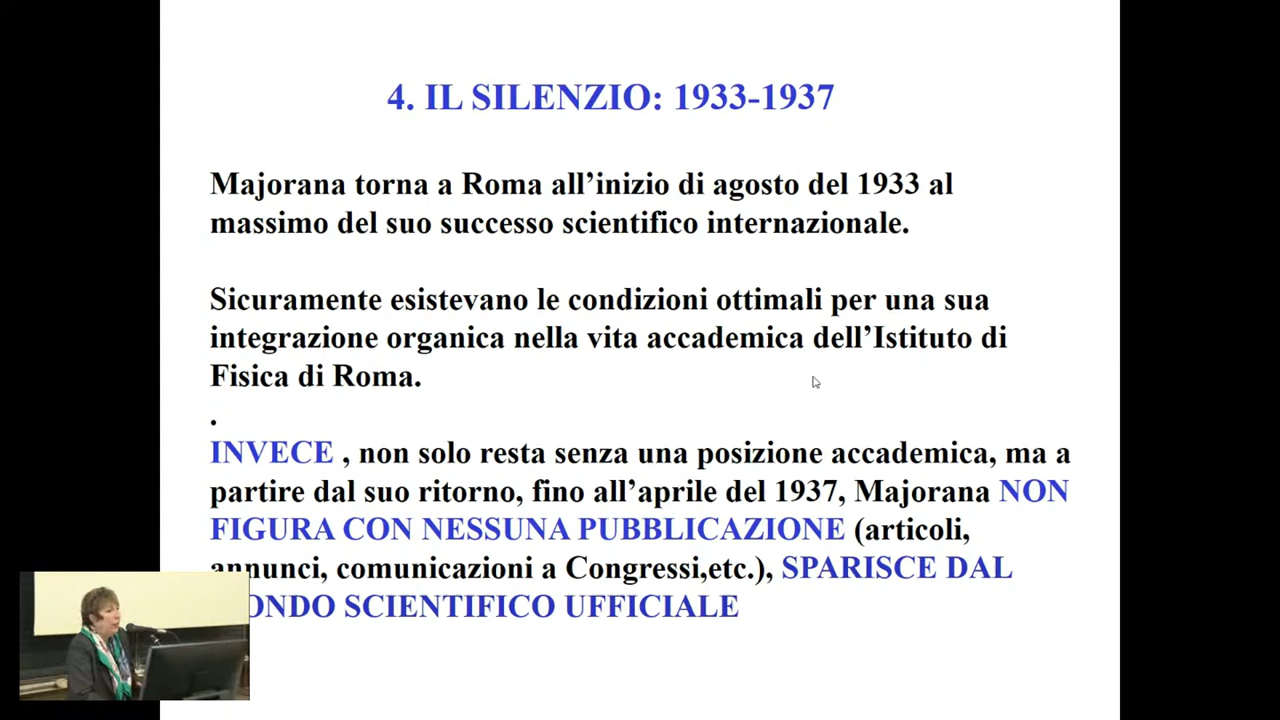 4. IL SILENZIO: 1933-1937
Majorana torna a Roma all’inizio di agosto del 1933 al
massimo del suo successo scientifico internazionale.
Sicuramente esistevano le condizioni ottimali per una sua
integrazione organica nella vita accademica dell’Istituto di
Fisica di Roma.
.
INVECE , non solo resta senza una posizione accademica, ma a
partire dal suo ritorno, fino all’aprile del 1937, Majorana NON
FIGURA CON NESSUNA PUBBLICAZIONE (articoli,
annunci, comunicazioni a Congressi,etc.), SPARISCE DAL
ONDO SCIENTIFICO UFFICIALE